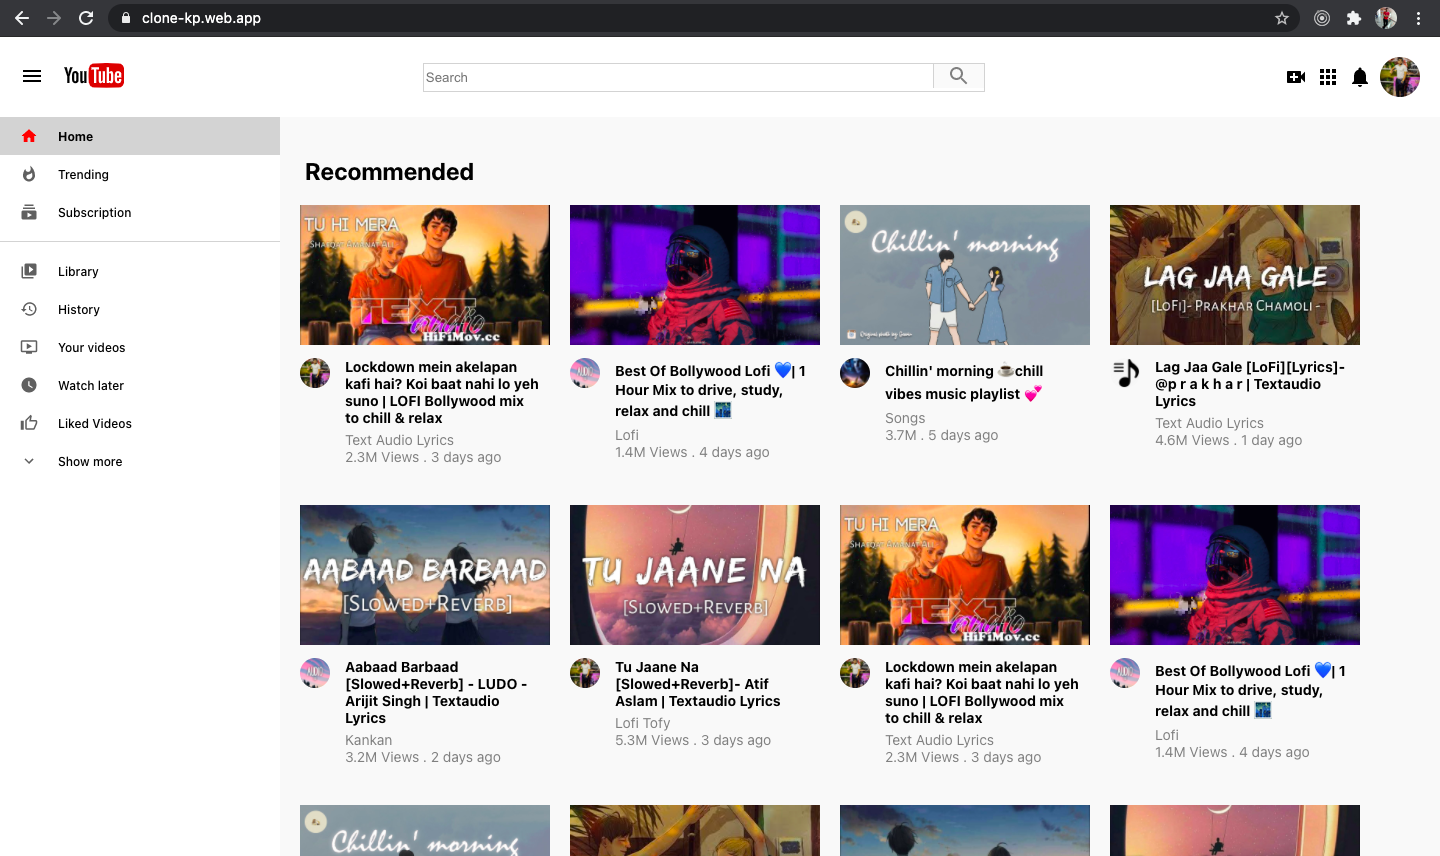 clone-kp.web.app
YouTube
Search
Home
Trending
Subscription
Library
History
Your videos
Watch later
Liked Videos
Show more
Recommended
TU HI MERA
Shafqat Amanat Ali
TEXT
audio
HiFiMov.cc
Chillin' morning
LAG JAA GALE
[LoFi]- Prakhar Chamoli -
Lockdown mein akelapan
kafi hai? Koi baat nahi lo yeh
suno | LOFI Bollywood mix
to chill & relax
Text Audio Lyrics
2.3M Views . 3 days ago
AUDIO
Best Of Bollywood Lofi 💙| 1
Hour Mix to drive, study,
relax and chill 🌃
Lofi
1.4M Views . 4 days ago
Chillin' morning ☕chill
vibes music playlist 💕
Songs
3.7M . 5 days ago
Lag Jaa Gale [LoFi][Lyrics]-
@p r a k h a r | Textaudio
Lyrics
Text Audio Lyrics
4.6M Views . 1 day ago
AABAAD BARBAAD
[Slowed+Reverb]
TU JAANE NA
[Slowed+Reverb]
TU HI MERA
Shafqat Amanat Ali
TEXT
audio
HiFiMov.cc
AUDIO
Aabaad Barbaad
[Slowed+Reverb] - LUDO -
Arijit Singh | Textaudio
Lyrics
Kankan
3.2M Views . 2 days ago
Tu Jaane Na
[Slowed+Reverb]- Atif
Aslam | Textaudio Lyrics
Lofi Tofy
5.3M Views . 3 days ago
Lockdown mein akelapan
kafi hai? Koi baat nahi lo yeh
suno | LOFI Bollywood mix
to chill & relax
Text Audio Lyrics
2.3M Views . 3 days ago
AUDIO
Best Of Bollywood Lofi 💙| 1
Hour Mix to drive, study,
relax and chill 🌃
Lofi
1.4M Views . 4 days ago
Chillin' morning